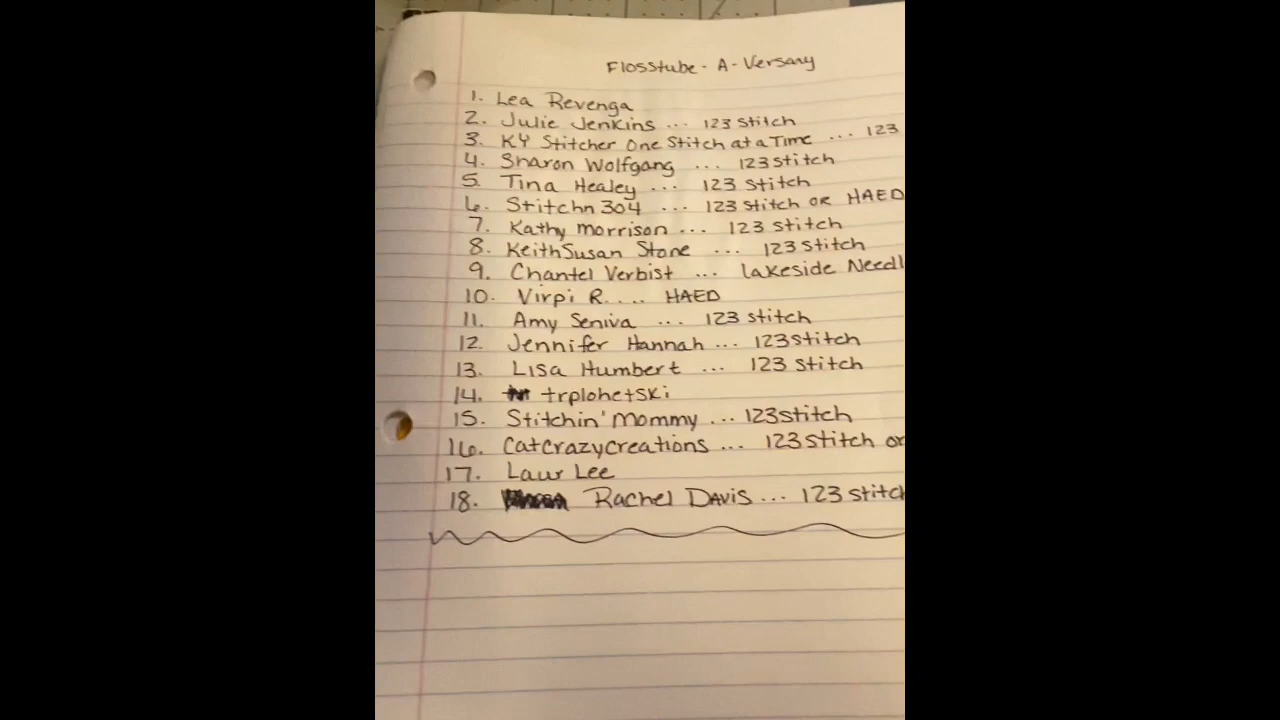 Flosstube-A-Versary
1. Lea Revenga
2. Julie Jenkins ... 123 Stitch
3. KY Stitcher One Stitch at a Time ... 123
4. Sharon Wolfgang ... 123 Stitch
5. Tina Healey ... 123 Stitch
6. Stitchn 304 ... 123 Stitch OR HAED
7. Kathy Morrison ... 123 Stitch
8. KeithSusan Stone ... 123 Stitch
9. Chantel Verbist ... Lakeside Needl
10. Virpi R.... HAED
11. Amy Seniva ... 123 Stitch
12. Jennifer Hannah ... 123 Stitch
13. Lisa Humbert ... 123 Stitch
14. trplohetski
15. Stitchin' Mommy ... 123 Stitch
16. CatCrazyCreations ... 123 Stitch or
17. Laur Lee
18. Rachel Davis ... 123 Stitch